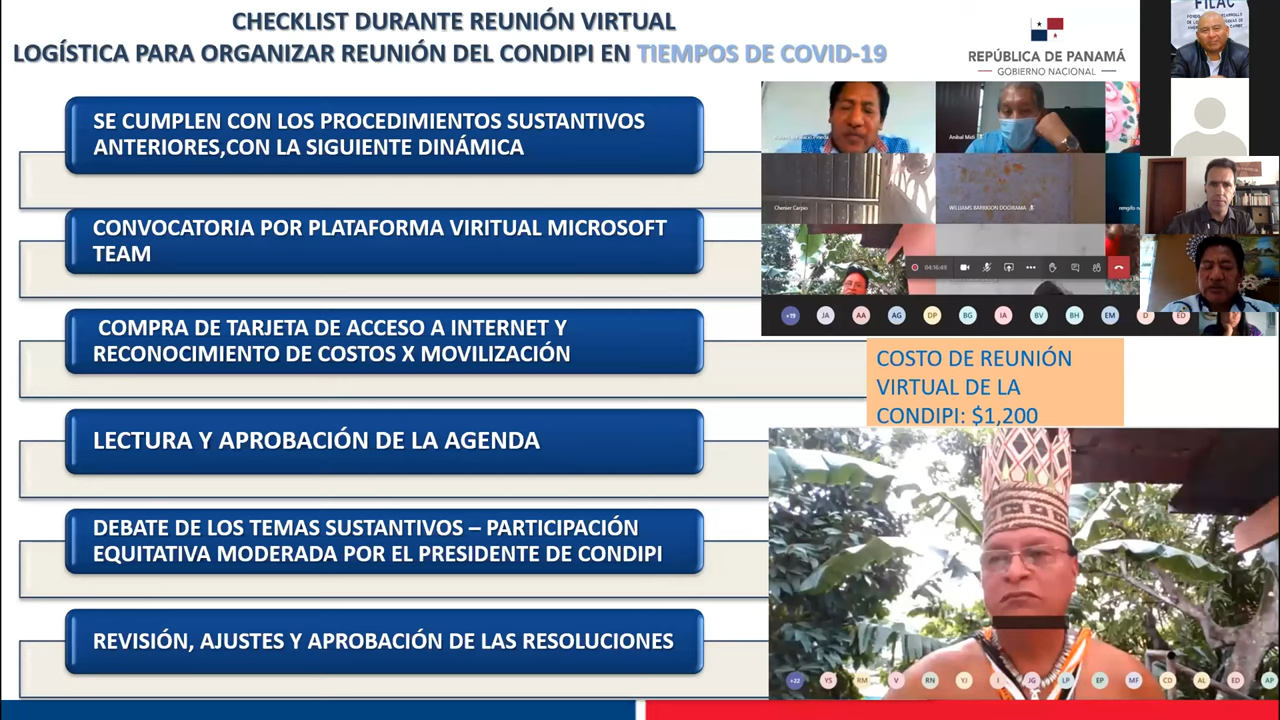 CHECKLIST DURANTE REUNIÓN VIRTUAL
LOGÍSTICA PARA ORGANIZAR REUNIÓN DEL CONDIPI EN TIEMPOS DE COVID-19
REPÚBLICA DE PANAMÁ
GOBIERNO NACIONAL
FILAC
SE CUMPLEN CON LOS PROCEDIMIENTOS SUSTANTIVOS
ANTERIORES,CON LA SIGUIENTE DINÁMICA
CONVOCATORIA POR PLATAFORMA VIRITUAL MICROSOFT
TEAM
COMPRA DE TARJETA DE ACCESO A INTERNET Y
RECONOCIMIENTO DE COSTOS X MOVILIZACIÓN
LECTURA Y APROBACIÓN DE LA AGENDA
DEBATE DE LOS TEMAS SUSTANTIVOS – PARTICIPACIÓN
EQUITATIVA MODERADA POR EL PRESIDENTE DE CONDIPI
REVISIÓN, AJUSTES Y APROBACIÓN DE LAS RESOLUCIONES
Anibal Midi
Chenier Carpio
WILLIAMS BARRIGON DOGIRAMA
04:16:49
+19 JA AA AG DP BG IA BV BH EM D ED
COSTO DE REUNIÓN
VIRTUAL DE LA
CONDIPI: $1,200
+22 YS RM V RN YJ I JG LP EP MF CD AL ED AP